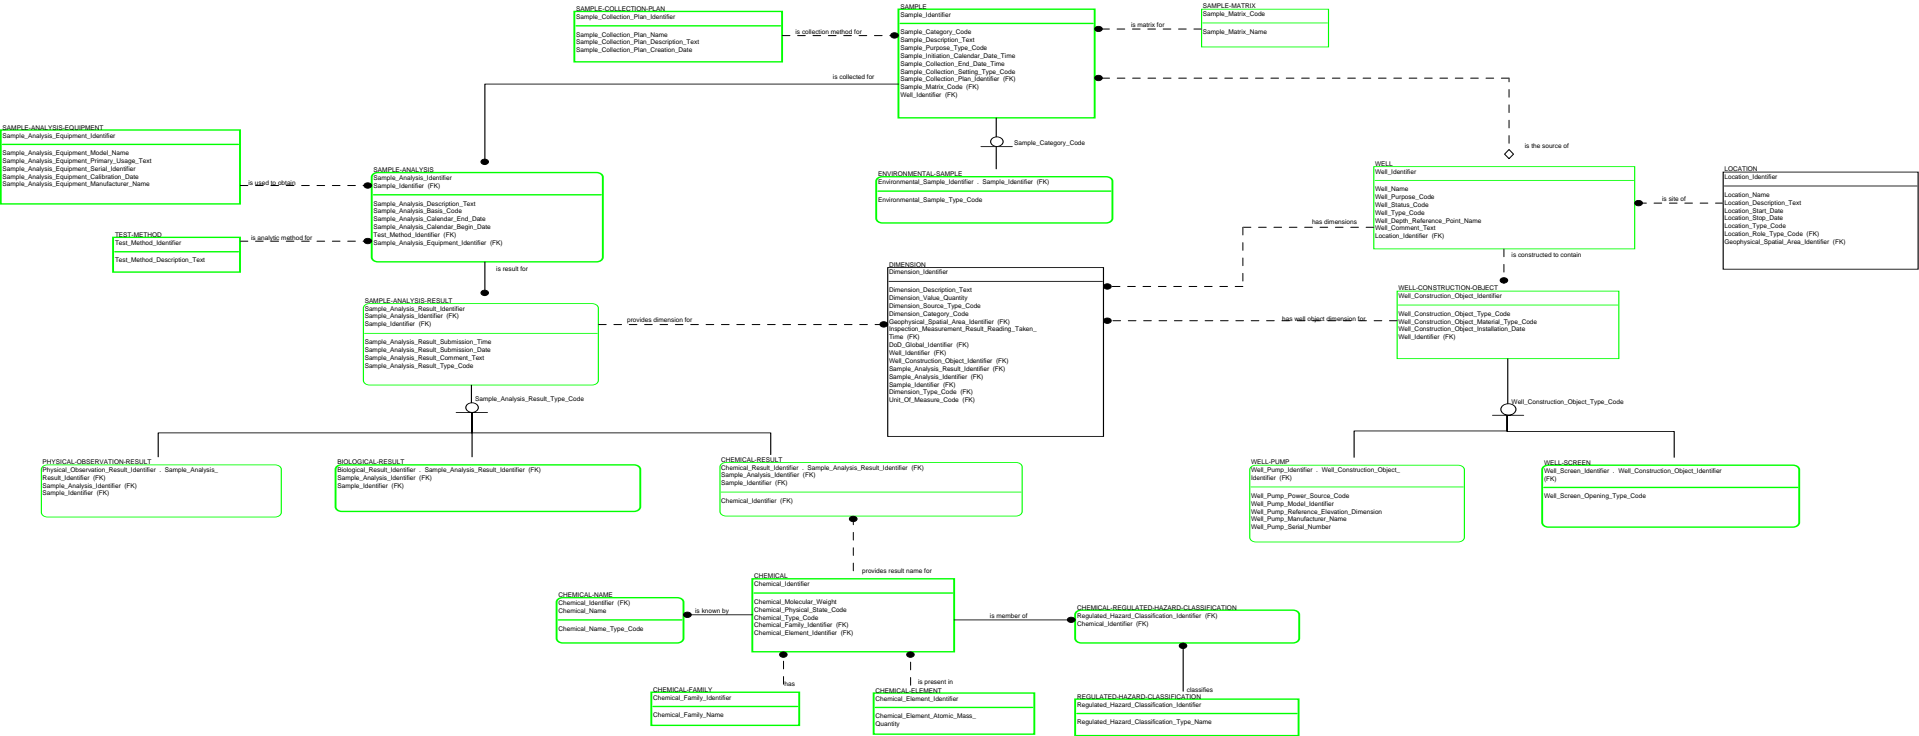 SAMPLE-COLLECTION-PLAN
Sample_Collection_Plan_Identifier
Sample_Collection_Plan_Name
Sample_Collection_Plan_Description_Text
Sample_Collection_Plan_Creation_Date
is collection method for
SAMPLE
Sample_Identifier
Sample_Category_Code
Sample_Description_Text
Sample_Purpose_Type_Code
Sample_Initiation_Calendar_Date_Time
Sample_Collection_End_Date_Time
Sample_Collection_Setting_Type_Code
Sample_Collection_Plan_Identifier (FK)
Sample_Matrix_Code (FK)
Well_Identifier (FK)
is matrix for
SAMPLE-MATRIX
Sample_Matrix_Code
Sample_Matrix_Name
is collected for
is the source of
Sample_Category_Code
SAMPLE-ANALYSIS-EQUIPMENT
Sample_Analysis_Equipment_Identifier
Sample_Analysis_Equipment_Model_Name
Sample_Analysis_Equipment_Primary_Usage_Text
Sample_Analysis_Equipment_Serial_Identifier
Sample_Analysis_Equipment_Calibration_Date
Sample_Analysis_Equipment_Manufacturer_Name
is used to obtain
SAMPLE-ANALYSIS
Sample_Analysis_Identifier
Sample_Identifier (FK)
Sample_Analysis_Description_Text
Sample_Analysis_Basis_Code
Sample_Analysis_Calendar_End_Date
Sample_Analysis_Calendar_Begin_Date
Test_Method_Identifier (FK)
Sample_Analysis_Equipment_Identifier (FK)
TEST-METHOD
Test_Method_Identifier
Test_Method_Description_Text
is analytic method for
is result for
ENVIRONMENTAL-SAMPLE
Environmental_Sample_Identifier . Sample_Identifier (FK)
Environmental_Sample_Type_Code
WELL
Well_Identifier
Well_Name
Well_Purpose_Code
Well_Status_Code
Well_Type_Code
Well_Depth_Reference_Point_Name
Well_Comment_Text
Location_Identifier (FK)
is site of
LOCATION
Location_Identifier
Location_Name
Location_Description_Text
Location_Start_Date
Location_Stop_Date
Location_Type_Code
Location_Role_Type_Code (FK)
Geophysical_Spatial_Area_Identifier (FK)
has dimensions
is constructed to contain
SAMPLE-ANALYSIS-RESULT
Sample_Analysis_Result_Identifier
Sample_Analysis_Identifier (FK)
Sample_Identifier (FK)
Sample_Analysis_Result_Submission_Time
Sample_Analysis_Result_Submission_Date
Sample_Analysis_Result_Comment_Text
Sample_Analysis_Result_Type_Code
provides dimension for
DIMENSION
Dimension_Identifier
Dimension_Description_Text
Dimension_Value_Quantity
Dimension_Source_Type_Code
Dimension_Category_Code
Geophysical_Spatial_Area_Identifier (FK)
Inspection_Measurement_Result_Reading_Taken_
Time (FK)
DoD_Global_Identifier (FK)
Well_Identifier (FK)
Well_Construction_Object_Identifier (FK)
Sample_Analysis_Result_Identifier (FK)
Sample_Analysis_Identifier (FK)
Sample_Identifier (FK)
Dimension_Type_Code (FK)
Unit_Of_Measure_Code (FK)
has well object dimension for
WELL-CONSTRUCTION-OBJECT
Well_Construction_Object_Identifier
Well_Construction_Object_Type_Code
Well_Construction_Object_Material_Type_Code
Well_Construction_Object_Installation_Date
Well_Identifier (FK)
Sample_Analysis_Result_Type_Code
Well_Construction_Object_Type_Code
PHYSICAL-OBSERVATION-RESULT
Physical_Observation_Result_Identifier . Sample_Analysis_
Result_Identifier (FK)
Sample_Analysis_Identifier (FK)
Sample_Identifier (FK)
BIOLOGICAL-RESULT
Biological_Result_Identifier . Sample_Analysis_Result_Identifier (FK)
Sample_Analysis_Identifier (FK)
Sample_Identifier (FK)
CHEMICAL-RESULT
Chemical_Result_Identifier . Sample_Analysis_Result_Identifier (FK)
Sample_Analysis_Identifier (FK)
Sample_Identifier (FK)
Chemical_Identifier (FK)
WELL-PUMP
Well_Pump_Identifier . Well_Construction_Object_
Identifier (FK)
Well_Pump_Power_Source_Code
Well_Pump_Model_Identifier
Well_Pump_Reference_Elevation_Dimension
Well_Pump_Manufacturer_Name
Well_Pump_Serial_Number
WELL-SCREEN
Well_Screen_Identifier . Well_Construction_Object_Identifier
(FK)
Well_Screen_Opening_Type_Code
provides result name for
CHEMICAL-NAME
Chemical_Identifier (FK)
Chemical_Name
Chemical_Name_Type_Code
is known by
CHEMICAL
Chemical_Identifier
Chemical_Molecular_Weight
Chemical_Physical_State_Code
Chemical_Type_Code
Chemical_Family_Identifier (FK)
Chemical_Element_Identifier (FK)
is member of
CHEMICAL-REGULATED-HAZARD-CLASSIFICATION
Regulated_Hazard_Classification_Identifier (FK)
Chemical_Identifier (FK)
has
is present in
classifies
CHEMICAL-FAMILY
Chemical_Family_Identifier
Chemical_Family_Name
CHEMICAL-ELEMENT
Chemical_Element_Identifier
Chemical_Element_Atomic_Mass_
Quantity
REGULATED-HAZARD-CLASSIFICATION
Regulated_Hazard_Classification_Identifier
Regulated_Hazard_Classification_Type_Name